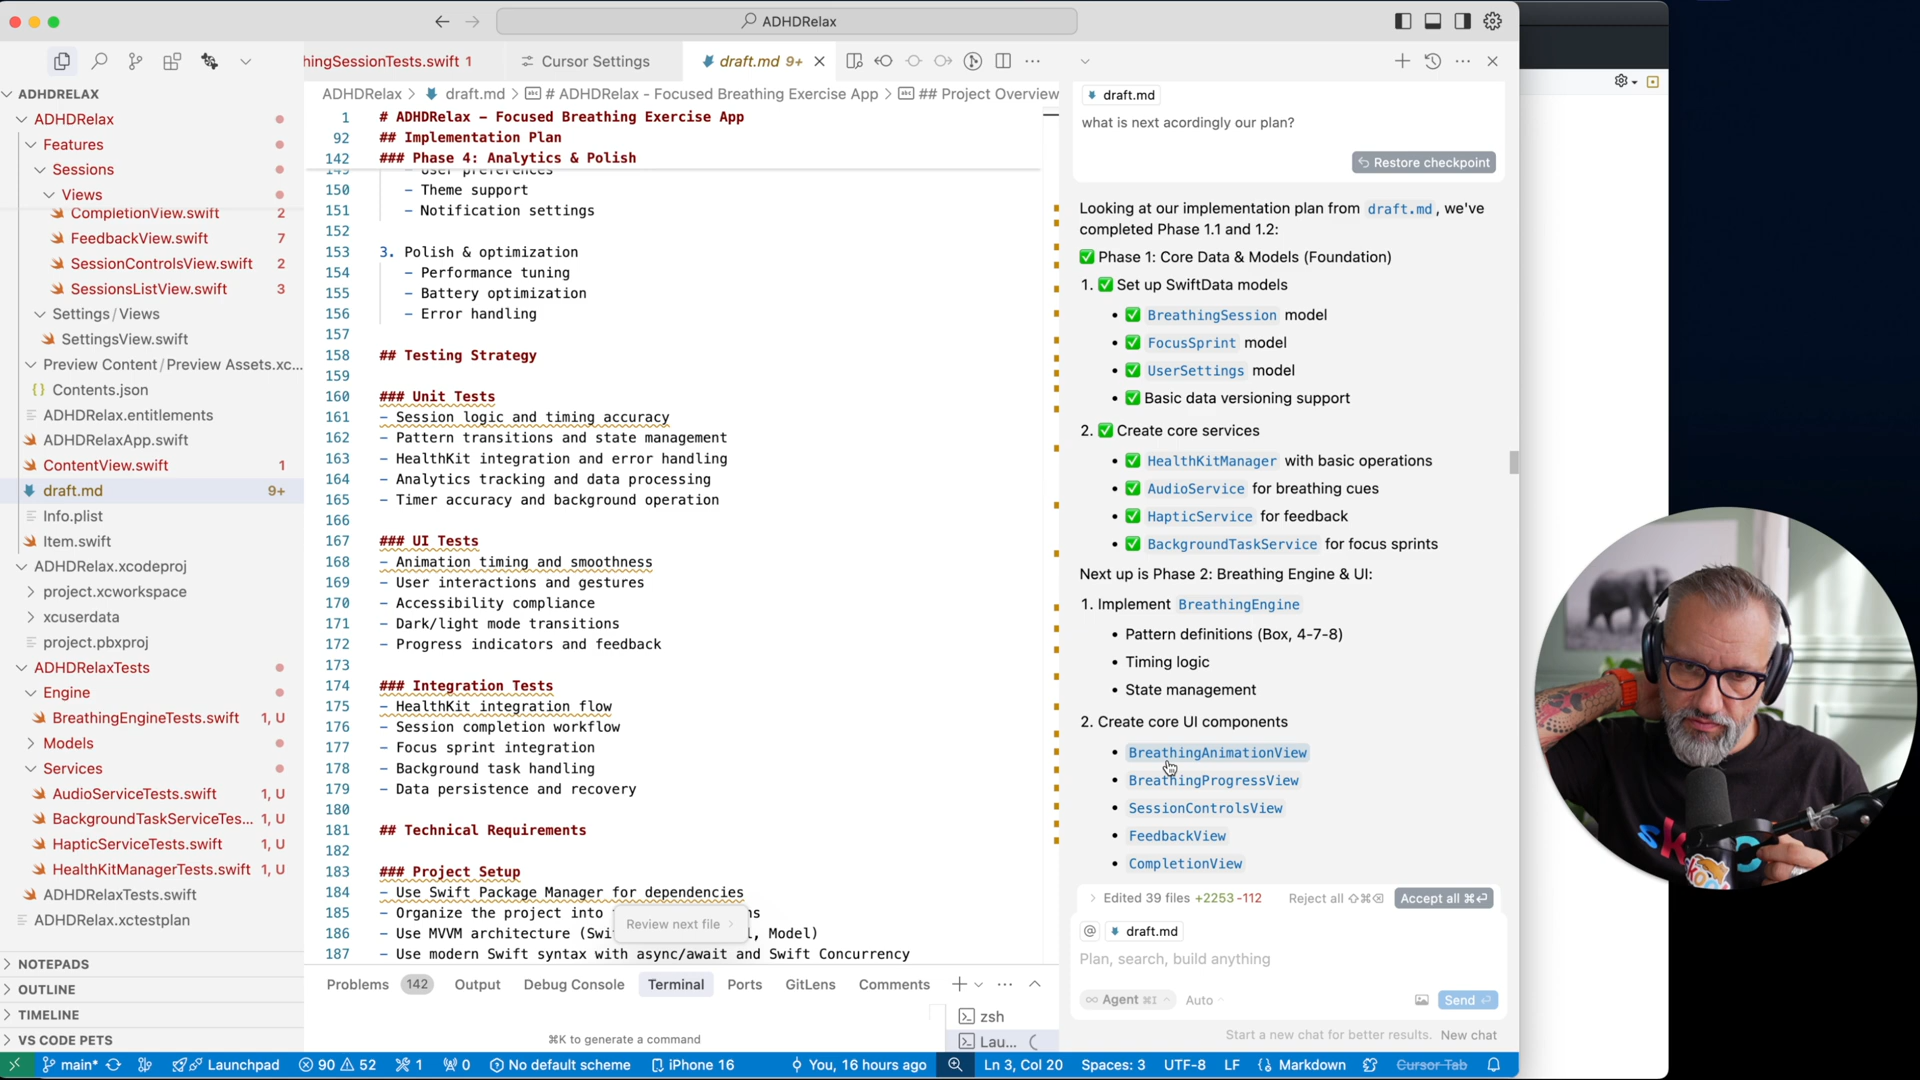 ADHDRelax
hingSessionTests.swift 1
Cursor Settings
draft.md 9+
ADHDRELAX
ADHDRelax
Features
Sessions
Views
CompletionView.swift 2
FeedbackView.swift 7
SessionControlsView.swift 2
SessionsListView.swift 3
Settings/Views
SettingsView.swift
Preview Content/Preview Assets.xc...
Contents.json
ADHDRelax.entitlements
ADHDRelaxApp.swift
ContentView.swift 1
draft.md 9+
Info.plist
Item.swift
ADHDRelax.xcodeproj
project.xcworkspace
xcuserdata
project.pbxproj
ADHDRelaxTests
Engine
BreathingEngineTests.swift 1, U
Models
Services
AudioServiceTests.swift 1, U
BackgroundTaskServiceTes... 1, U
HapticServiceTests.swift 1, U
HealthKitManagerTests.swift 1, U
ADHDRelaxTests.swift
ADHDRelax.xctestplan
NOTEPADS
OUTLINE
TIMELINE
VS CODE PETS
ADHDRelax > draft.md > # ADHDRelax - Focused Breathing Exercise App > ## Project Overview
1 # ADHDRelax – Focused Breathing Exercise App
92 ## Implementation Plan
142 ### Phase 4: Analytics & Polish
149 - User preferences
150 - Theme support
151 - Notification settings
152
153 3. Polish & optimization
154 - Performance tuning
155 - Battery optimization
156 - Error handling
157
158 ## Testing Strategy
159
160 ### Unit Tests
161 - Session logic and timing accuracy
162 - Pattern transitions and state management
163 - HealthKit integration and error handling
164 - Analytics tracking and data processing
165 - Timer accuracy and background operation
166
167 ### UI Tests
168 - Animation timing and smoothness
169 - User interactions and gestures
170 - Accessibility compliance
171 - Dark/light mode transitions
172 - Progress indicators and feedback
173
174 ### Integration Tests
175 - HealthKit integration flow
176 - Session completion workflow
177 - Focus sprint integration
178 - Background task handling
179 - Data persistence and recovery
180
181 ## Technical Requirements
182
183 ### Project Setup
184 - Use Swift Package Manager for dependencies
185 - Organize the project into
186 - Use MVVM architecture (Swi l, Model)
187 - Use modern Swift syntax with async/await and Swift Concurrency
Review next file
Problems 142 Output Debug Console Terminal Ports GitLens Comments
⌘K to generate a command
zsh
Lau...
draft.md
what is next acordingly our plan?
Restore checkpoint
Looking at our implementation plan from draft.md, we've
completed Phase 1.1 and 1.2:
✅ Phase 1: Core Data & Models (Foundation)
1. ✅ Set up SwiftData models
• ✅ BreathingSession model
• ✅ FocusSprint model
• ✅ UserSettings model
• ✅ Basic data versioning support
2. ✅ Create core services
• ✅ HealthKitManager with basic operations
• ✅ AudioService for breathing cues
• ✅ HapticService for feedback
• ✅ BackgroundTaskService for focus sprints
Next up is Phase 2: Breathing Engine & UI:
1. Implement BreathingEngine
• Pattern definitions (Box, 4-7-8)
• Timing logic
• State management
2. Create core UI components
• BreathingAnimationView
• BreathingProgressView
• SessionControlsView
• FeedbackView
• CompletionView
Edited 39 files +2253 -112 Reject all ⇧⌘⌫ Accept all ⌘↩
@ draft.md
Plan, search, build anything
∞ Agent ⌘I Auto Send
Start a new chat for better results. New chat
main* Launchpad 90 52 1 0 No default scheme iPhone 16 You, 16 hours ago Ln 3, Col 20 Spaces: 3 UTF-8 LF Markdown Cursor Tab